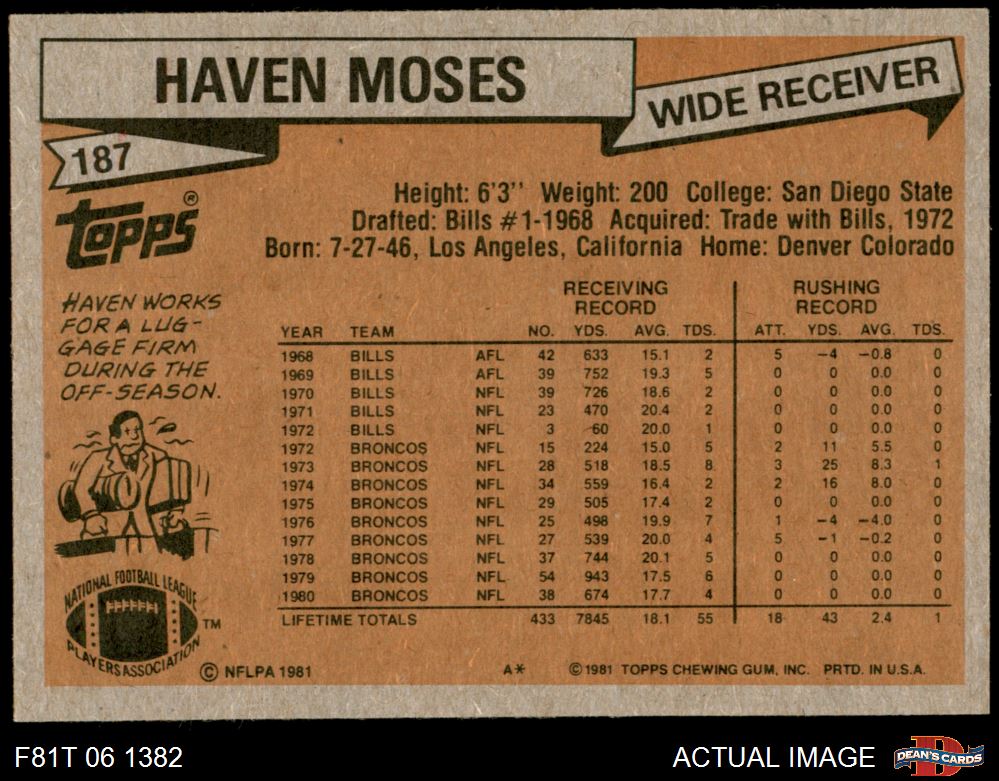 HAVEN MOSES
WIDE RECEIVER
187
TOPPS®
Height: 6'3'' Weight: 200 College: San Diego State
Drafted: Bills #1-1968 Acquired: Trade with Bills, 1972
Born: 7-27-46, Los Angeles, California Home: Denver Colorado
HAVEN WORKS
FOR A LUG-
GAGE FIRM
DURING THE
OFF-SEASON.
RECEIVING RECORD RUSHING RECORD
YEAR TEAM NO. YDS. AVG. TDS. ATT. YDS. AVG. TDS.
1968 BILLS AFL 42 633 15.1 2 5 -4 -0.8 0
1969 BILLS AFL 39 752 19.3 5 0 0 0.0 0
1970 BILLS NFL 39 726 18.6 2 0 0 0.0 0
1971 BILLS NFL 23 470 20.4 2 0 0 0.0 0
1972 BILLS NFL 3 60 20.0 1 0 0 0.0 0
1972 BRONCOS NFL 15 224 15.0 5 2 11 5.5 0
1973 BRONCOS NFL 28 518 18.5 8 3 25 8.3 1
1974 BRONCOS NFL 34 559 16.4 2 2 16 8.0 0
1975 BRONCOS NFL 29 505 17.4 2 0 0 0.0 0
1976 BRONCOS NFL 25 498 19.9 7 1 -4 -4.0 0
1977 BRONCOS NFL 27 539 20.0 4 5 -1 -0.2 0
1978 BRONCOS NFL 37 744 20.1 5 0 0 0.0 0
1979 BRONCOS NFL 54 943 17.5 6 0 0 0.0 0
1980 BRONCOS NFL 38 674 17.7 4 0 0 0.0 0
LIFETIME TOTALS 433 7845 18.1 55 18 43 2.4 1
NATIONAL FOOTBALL LEAGUE
PLAYERS ASSOCIATION
TM
© NFLPA 1981
A*
© 1981 TOPPS CHEWING GUM, INC. PRTD. IN U.S.A.
F81T 06 1382
ACTUAL IMAGE
D
DEAN'S CARDS